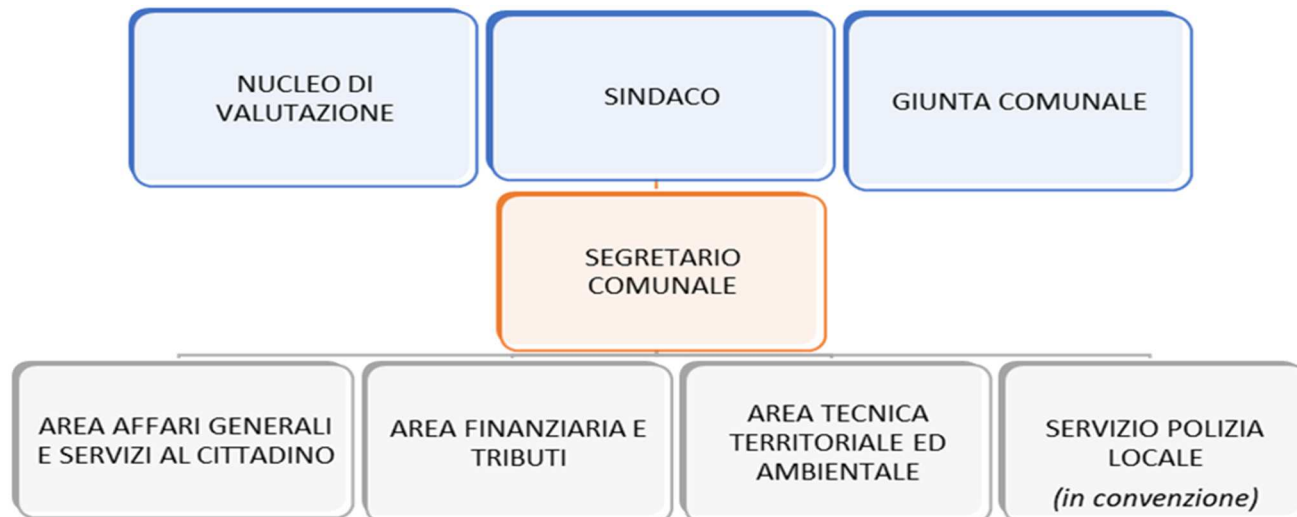 NUCLEO DI
VALUTAZIONE
SINDACO
GIUNTA COMUNALE
SEGRETARIO
COMUNALE
AREA AFFARI GENERALI
E SERVIZI AL CITTADINO
AREA FINANZIARIA E
TRIBUTI
AREA TECNICA
TERRITORIALE ED
AMBIENTALE
SERVIZIO POLIZIA
LOCALE
(in convenzione)